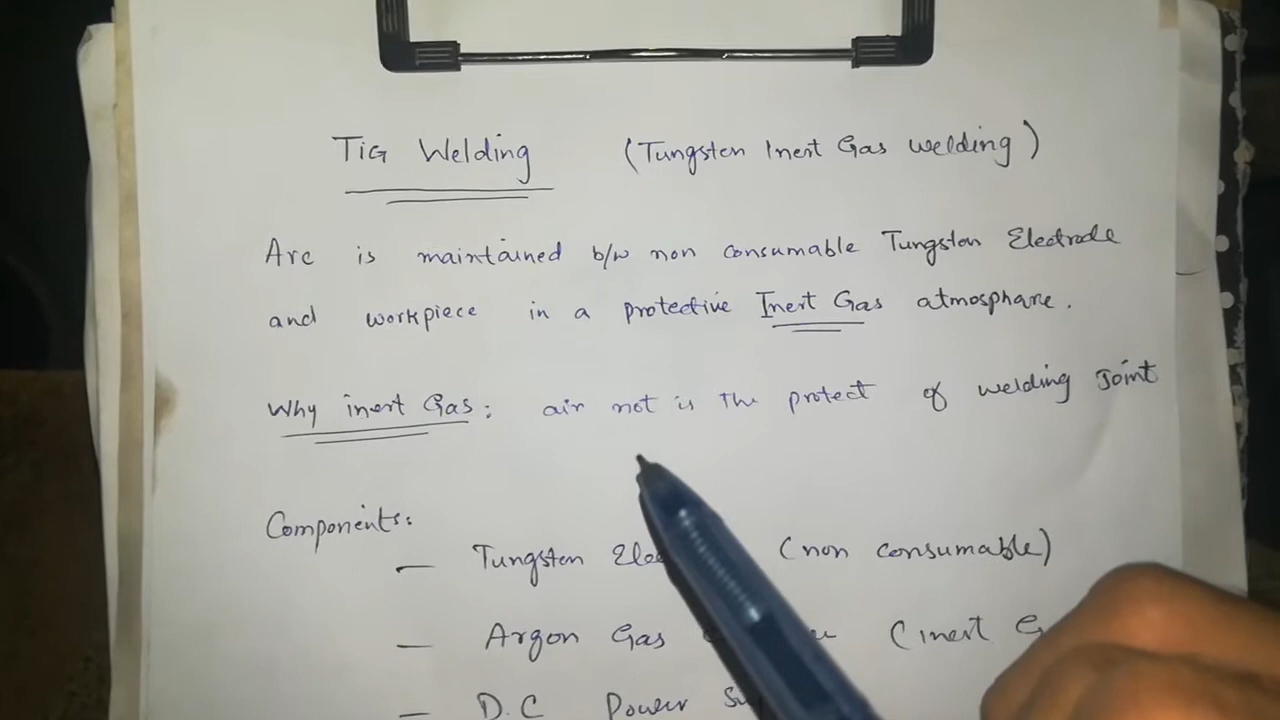 TiG Welding (Tungsten Inert Gas welding)
Arc is maintained b/w non consumable Tungsten Electrode
and workpiece in a protective Inert Gas atmosphare.
Why inert Gas: air not is the protect of welding Joint
Components:
— Tungsten (non consumable)
— Argon Gas (inert
— D.C Power